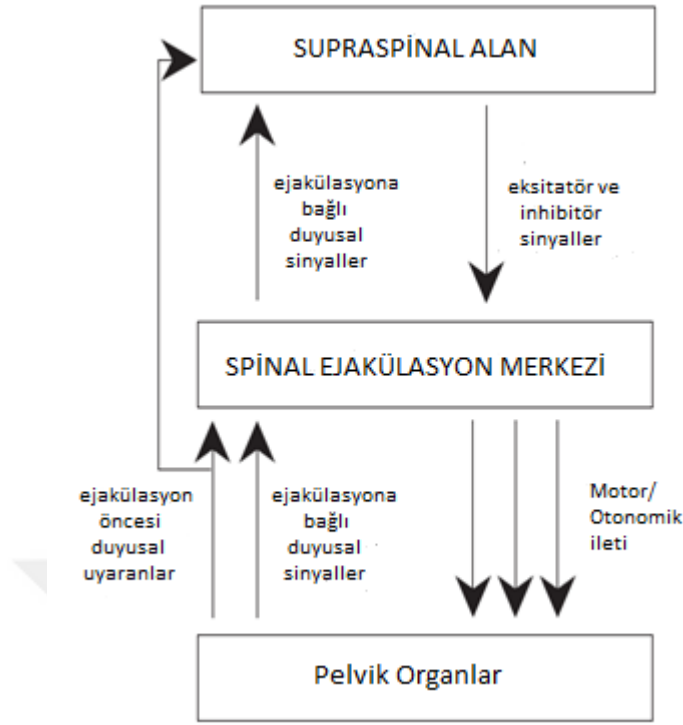 SUPRASPİNAL ALAN
ejakülasyona
bağlı
duyusal
sinyaller
eksitatör ve
inhibitör
sinyaller
SPİNAL EJAKÜLASYON MERKEZİ
ejakülasyon
öncesi
duyusal
uyaranlar
ejakülasyona
bağlı
duyusal
sinyaller
Motor/
Otonomik
ileti
Pelvik Organlar